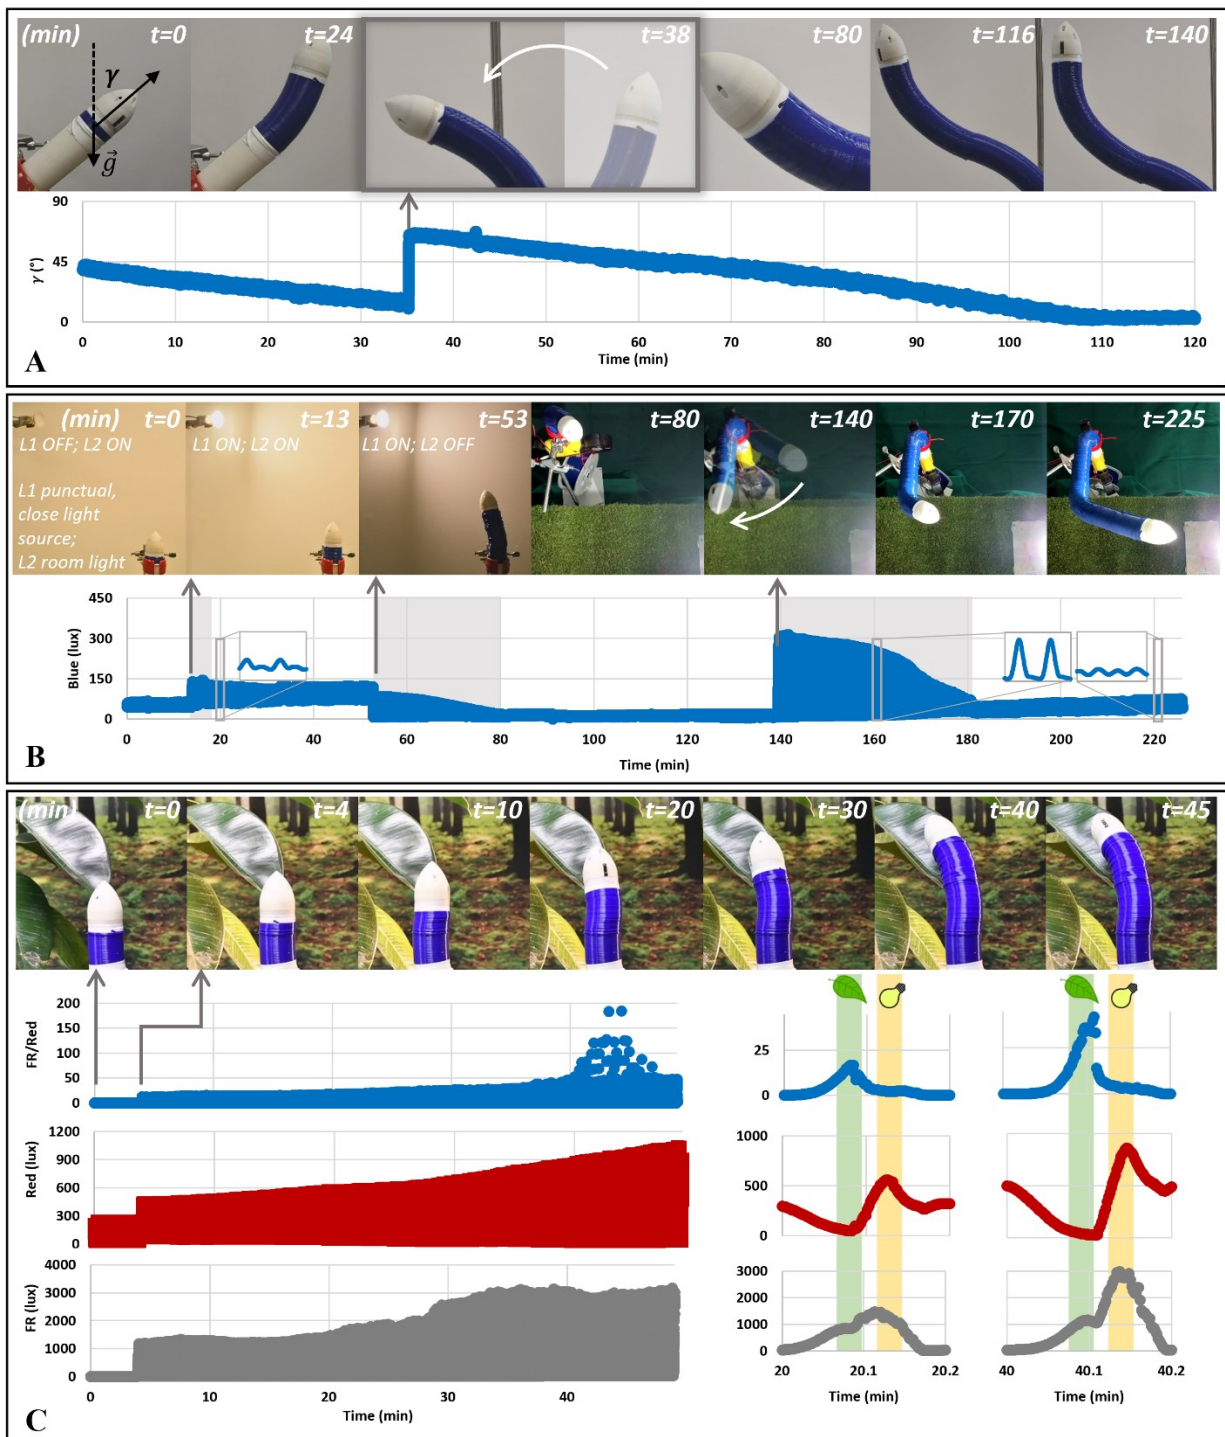 (min) t=0 t=24 t=38 t=80 t=116 t=140
γ
g
90
45
0
γ (°)
0 10 20 30 40 50 60 70 80 90 100 110 120
Time (min)
A
(min) t=0 t=13 t=53 t=80 t=140 t=170 t=225
L1 OFF; L2 ON L1 ON; L2 ON L1 ON; L2 OFF
L1 punctual,
close light
source;
L2 room light
450
300
150
0
Blue (lux)
0 20 40 60 80 100 120 140 160 180 200 220
Time (min)
B
(min) t=0 t=4 t=10 t=20 t=30 t=40 t=45
200
150
100
50
0
FR/Red
25
0
1200
900
600
300
0
Red (lux)
1000
500
0
4000
3000
2000
1000
0
FR (lux)
0 10 20 30 40
Time (min)
3000
2000
1000
0
20 20.1 20.2
Time (min)
3000
2000
1000
0
40 40.1 40.2
Time (min)
C